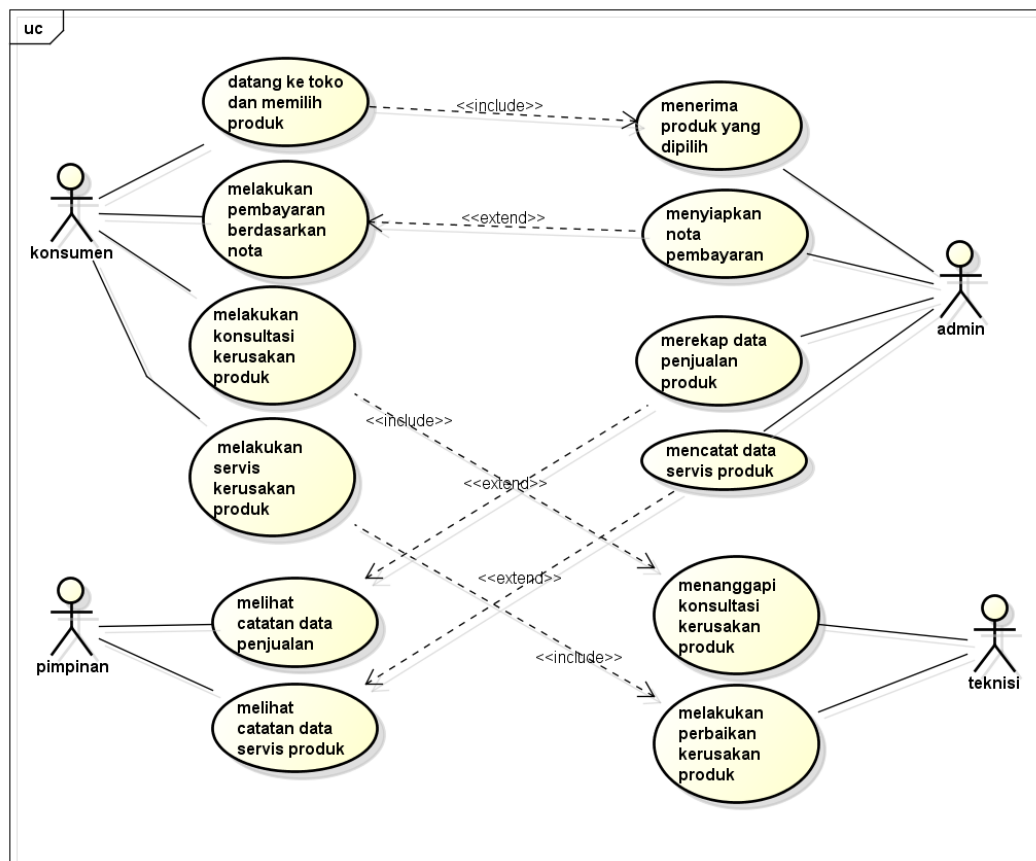 uc
datang ke toko
dan memilih
produk
<<include>>
menerima
produk yang
dipilih
konsumen
melakukan
pembayaran
berdasarkan
nota
<<extend>>
menyiapkan
nota
pembayaran
admin
melakukan
konsultasi
kerusakan
produk
merekap data
penjualan
produk
<<include>>
melakukan
servis
kerusakan
produk
mencatat data
servis produk
<<extend>>
<<extend>>
pimpinan
melihat
catatan data
penjualan
menanggapi
konsultasi
kerusakan
produk
teknisi
<<include>>
melihat
catatan data
servis produk
melakukan
perbaikan
kerusakan
produk